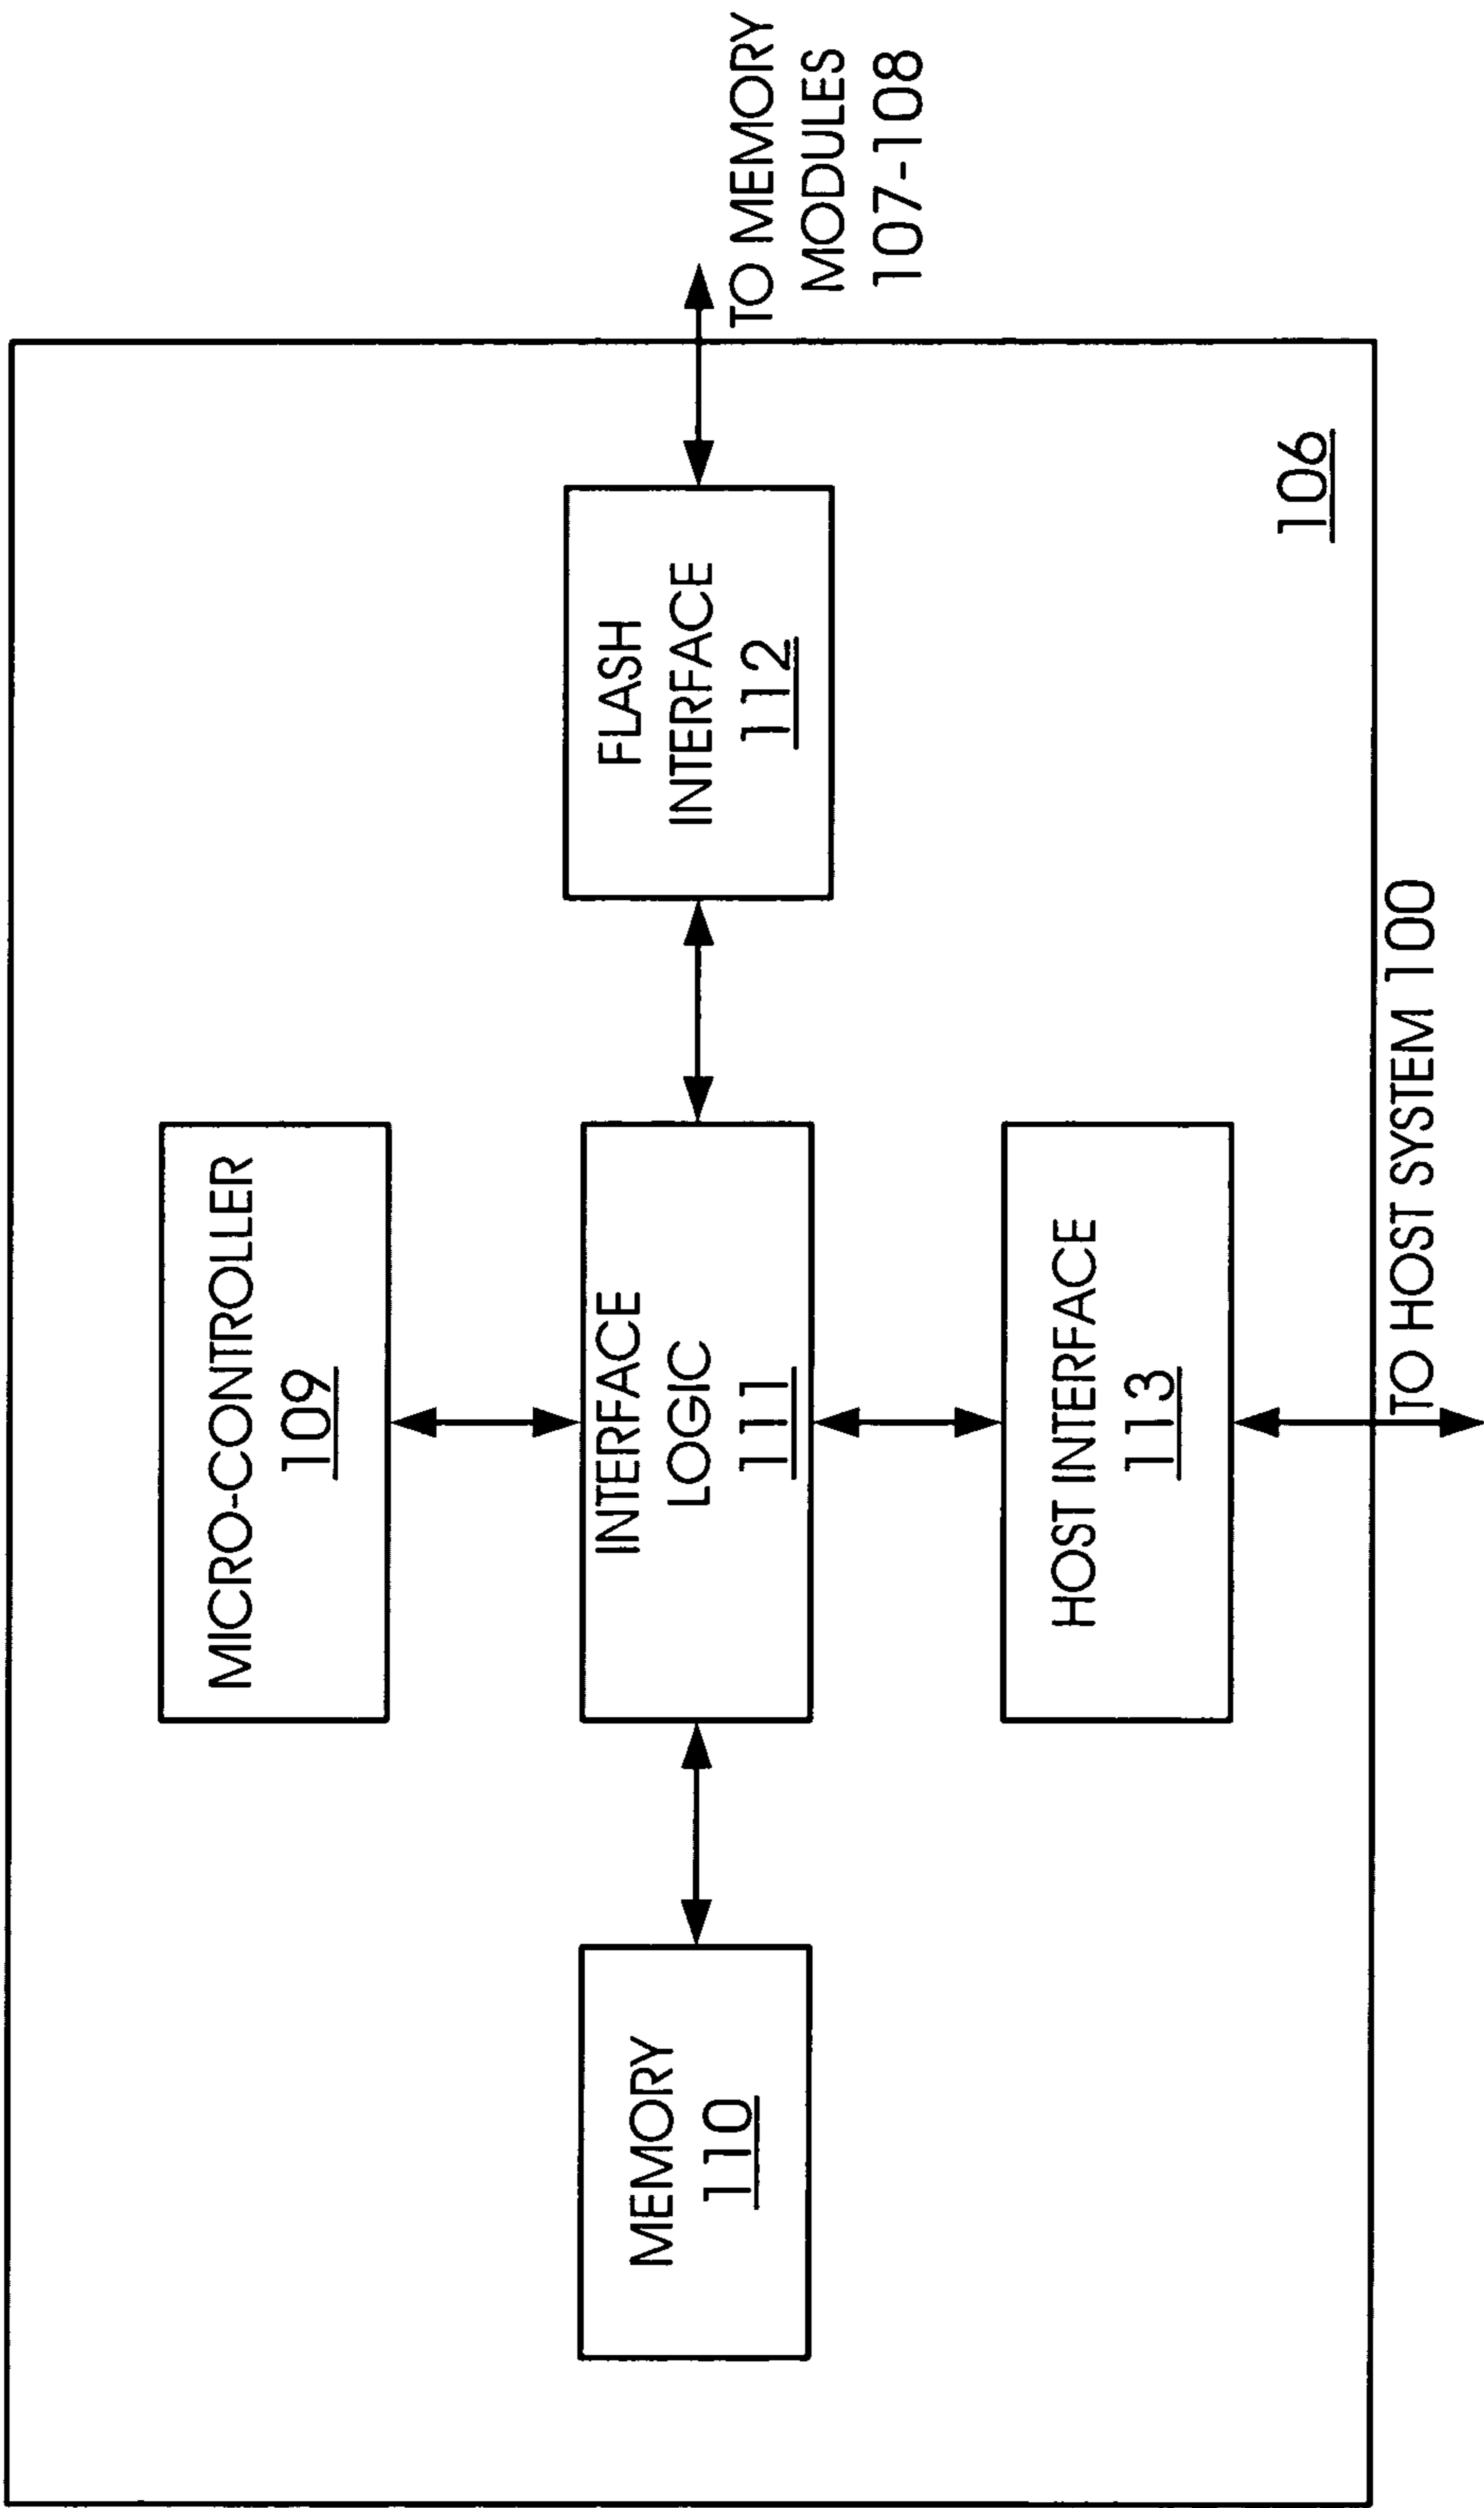 MICRO-CONTROLLER
109
MEMORY
110
INTERFACE
LOGIC
111
FLASH
INTERFACE
112
TO MEMORY
MODULES
107-108
HOST INTERFACE
113
106
TO HOST SYSTEM 100